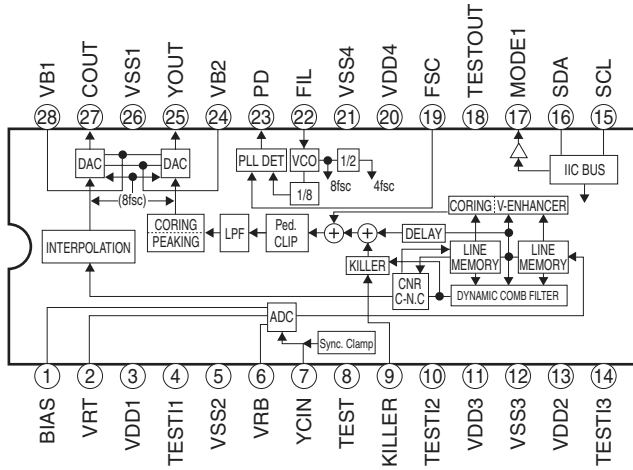 VB1
COUT
VSS1
YOUT
VB2
PD
FIL
VSS4
VDD4
FSC
TESTOUT
MODE1
SDA
SCL
28
27
26
25
24
23
22
21
20
19
18
17
16
15
DAC
DAC
PLL DET
VCO
1/2
IIC BUS
8fsc
4fsc
1/8
(8fsc)
CORING
V-ENHANCER
INTERPOLATION
CORING
PEAKING
LPF
Ped.
CLIP
+
+
DELAY
LINE
MEMORY
LINE
MEMORY
KILLER
CNR
C-N.C
DYNAMIC COMB FILTER
ADC
Sync. Clamp
1
2
3
4
5
6
7
8
9
10
11
12
13
14
BIAS
VRT
VDD1
TESTI1
VSS2
VRB
YCIN
TEST
KILLER
TESTI2
VDD3
VSS3
VDD2
TESTI3